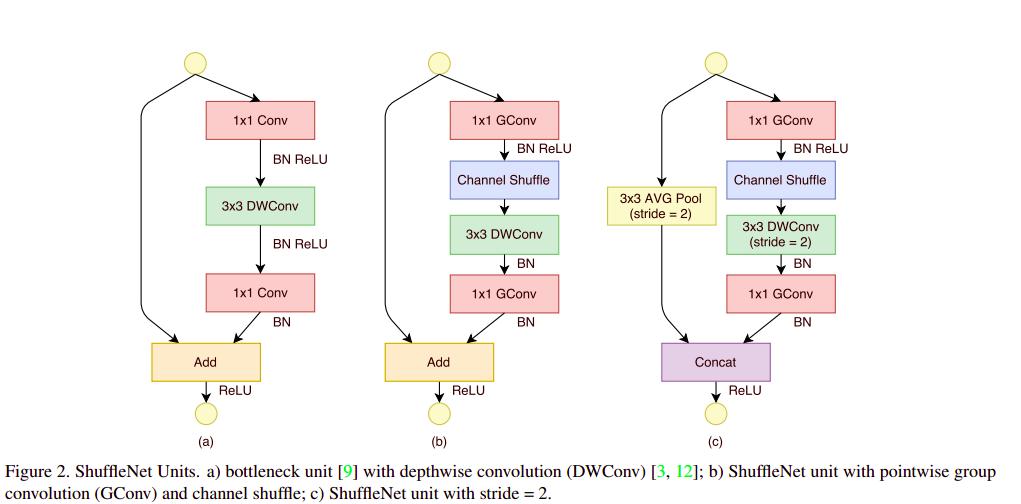 1x1 Conv
BN ReLU
3x3 DWConv
BN ReLU
1x1 Conv
BN
Add
ReLU
(a)
1x1 GConv
BN ReLU
Channel Shuffle
3x3 DWConv
BN
1x1 GConv
BN
Add
ReLU
(b)
1x1 GConv
BN ReLU
Channel Shuffle
3x3 AVG Pool
(stride = 2)
3x3 DWConv
(stride = 2)
BN
1x1 GConv
BN
Concat
ReLU
(c)
Figure 2. ShuffleNet Units. a) bottleneck unit [9] with depthwise convolution (DWConv) [3, 12]; b) ShuffleNet unit with pointwise group
convolution (GConv) and channel shuffle; c) ShuffleNet unit with stride = 2.